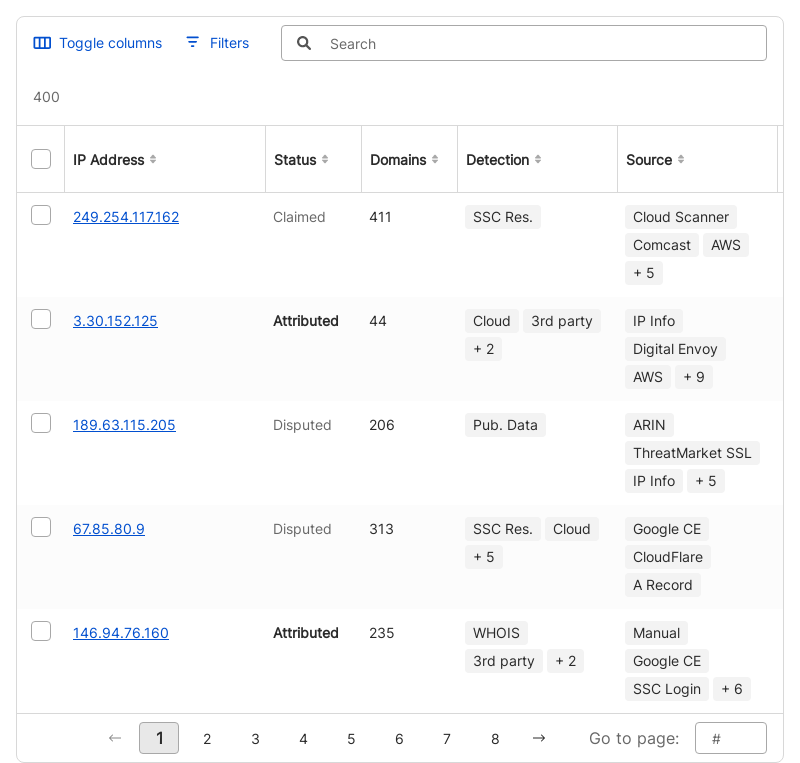 Toggle columns Filters Search
400
IP Address Status Domains Detection Source
249.254.117.162 Claimed 411 SSC Res. Cloud Scanner
Comcast AWS
+ 5
3.30.152.125 Attributed 44 Cloud 3rd party IP Info
+ 2 Digital Envoy
AWS + 9
189.63.115.205 Disputed 206 Pub. Data ARIN
ThreatMarket SSL
IP Info + 5
67.85.80.9 Disputed 313 SSC Res. Cloud Google CE
+ 5 CloudFlare
A Record
146.94.76.160 Attributed 235 WHOIS Manual
3rd party + 2 Google CE
SSC Login + 6
← 1 2 3 4 5 6 7 8 → Go to page: #